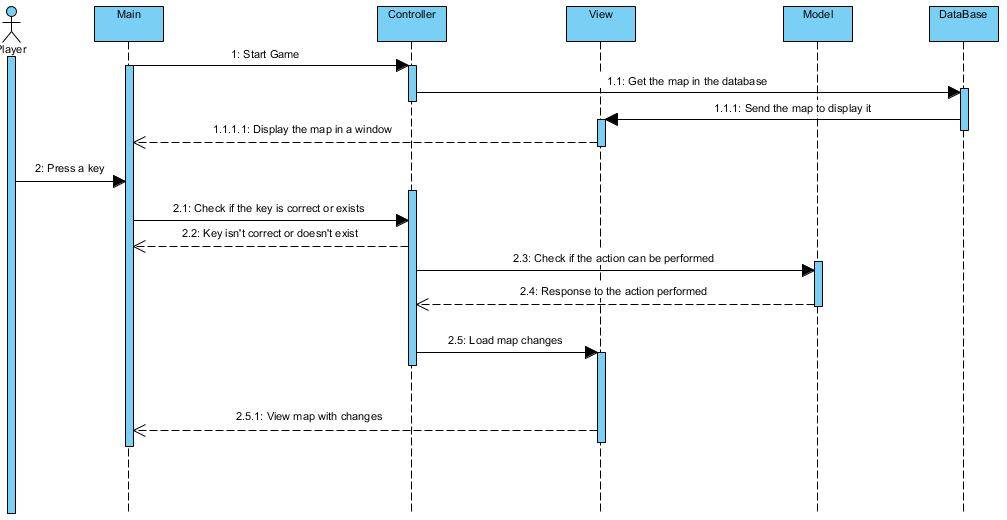 Main
Controller
View
Model
DataBase
Player
1: Start Game
1.1: Get the map in the database
1.1.1: Send the map to display it
1.1.1.1: Display the map in a window
2: Press a key
2.1: Check if the key is correct or exists
2.2: Key isn't correct or doesn't exist
2.3: Check if the action can be performed
2.4: Response to the action performed
2.5: Load map changes
2.5.1: View map with changes